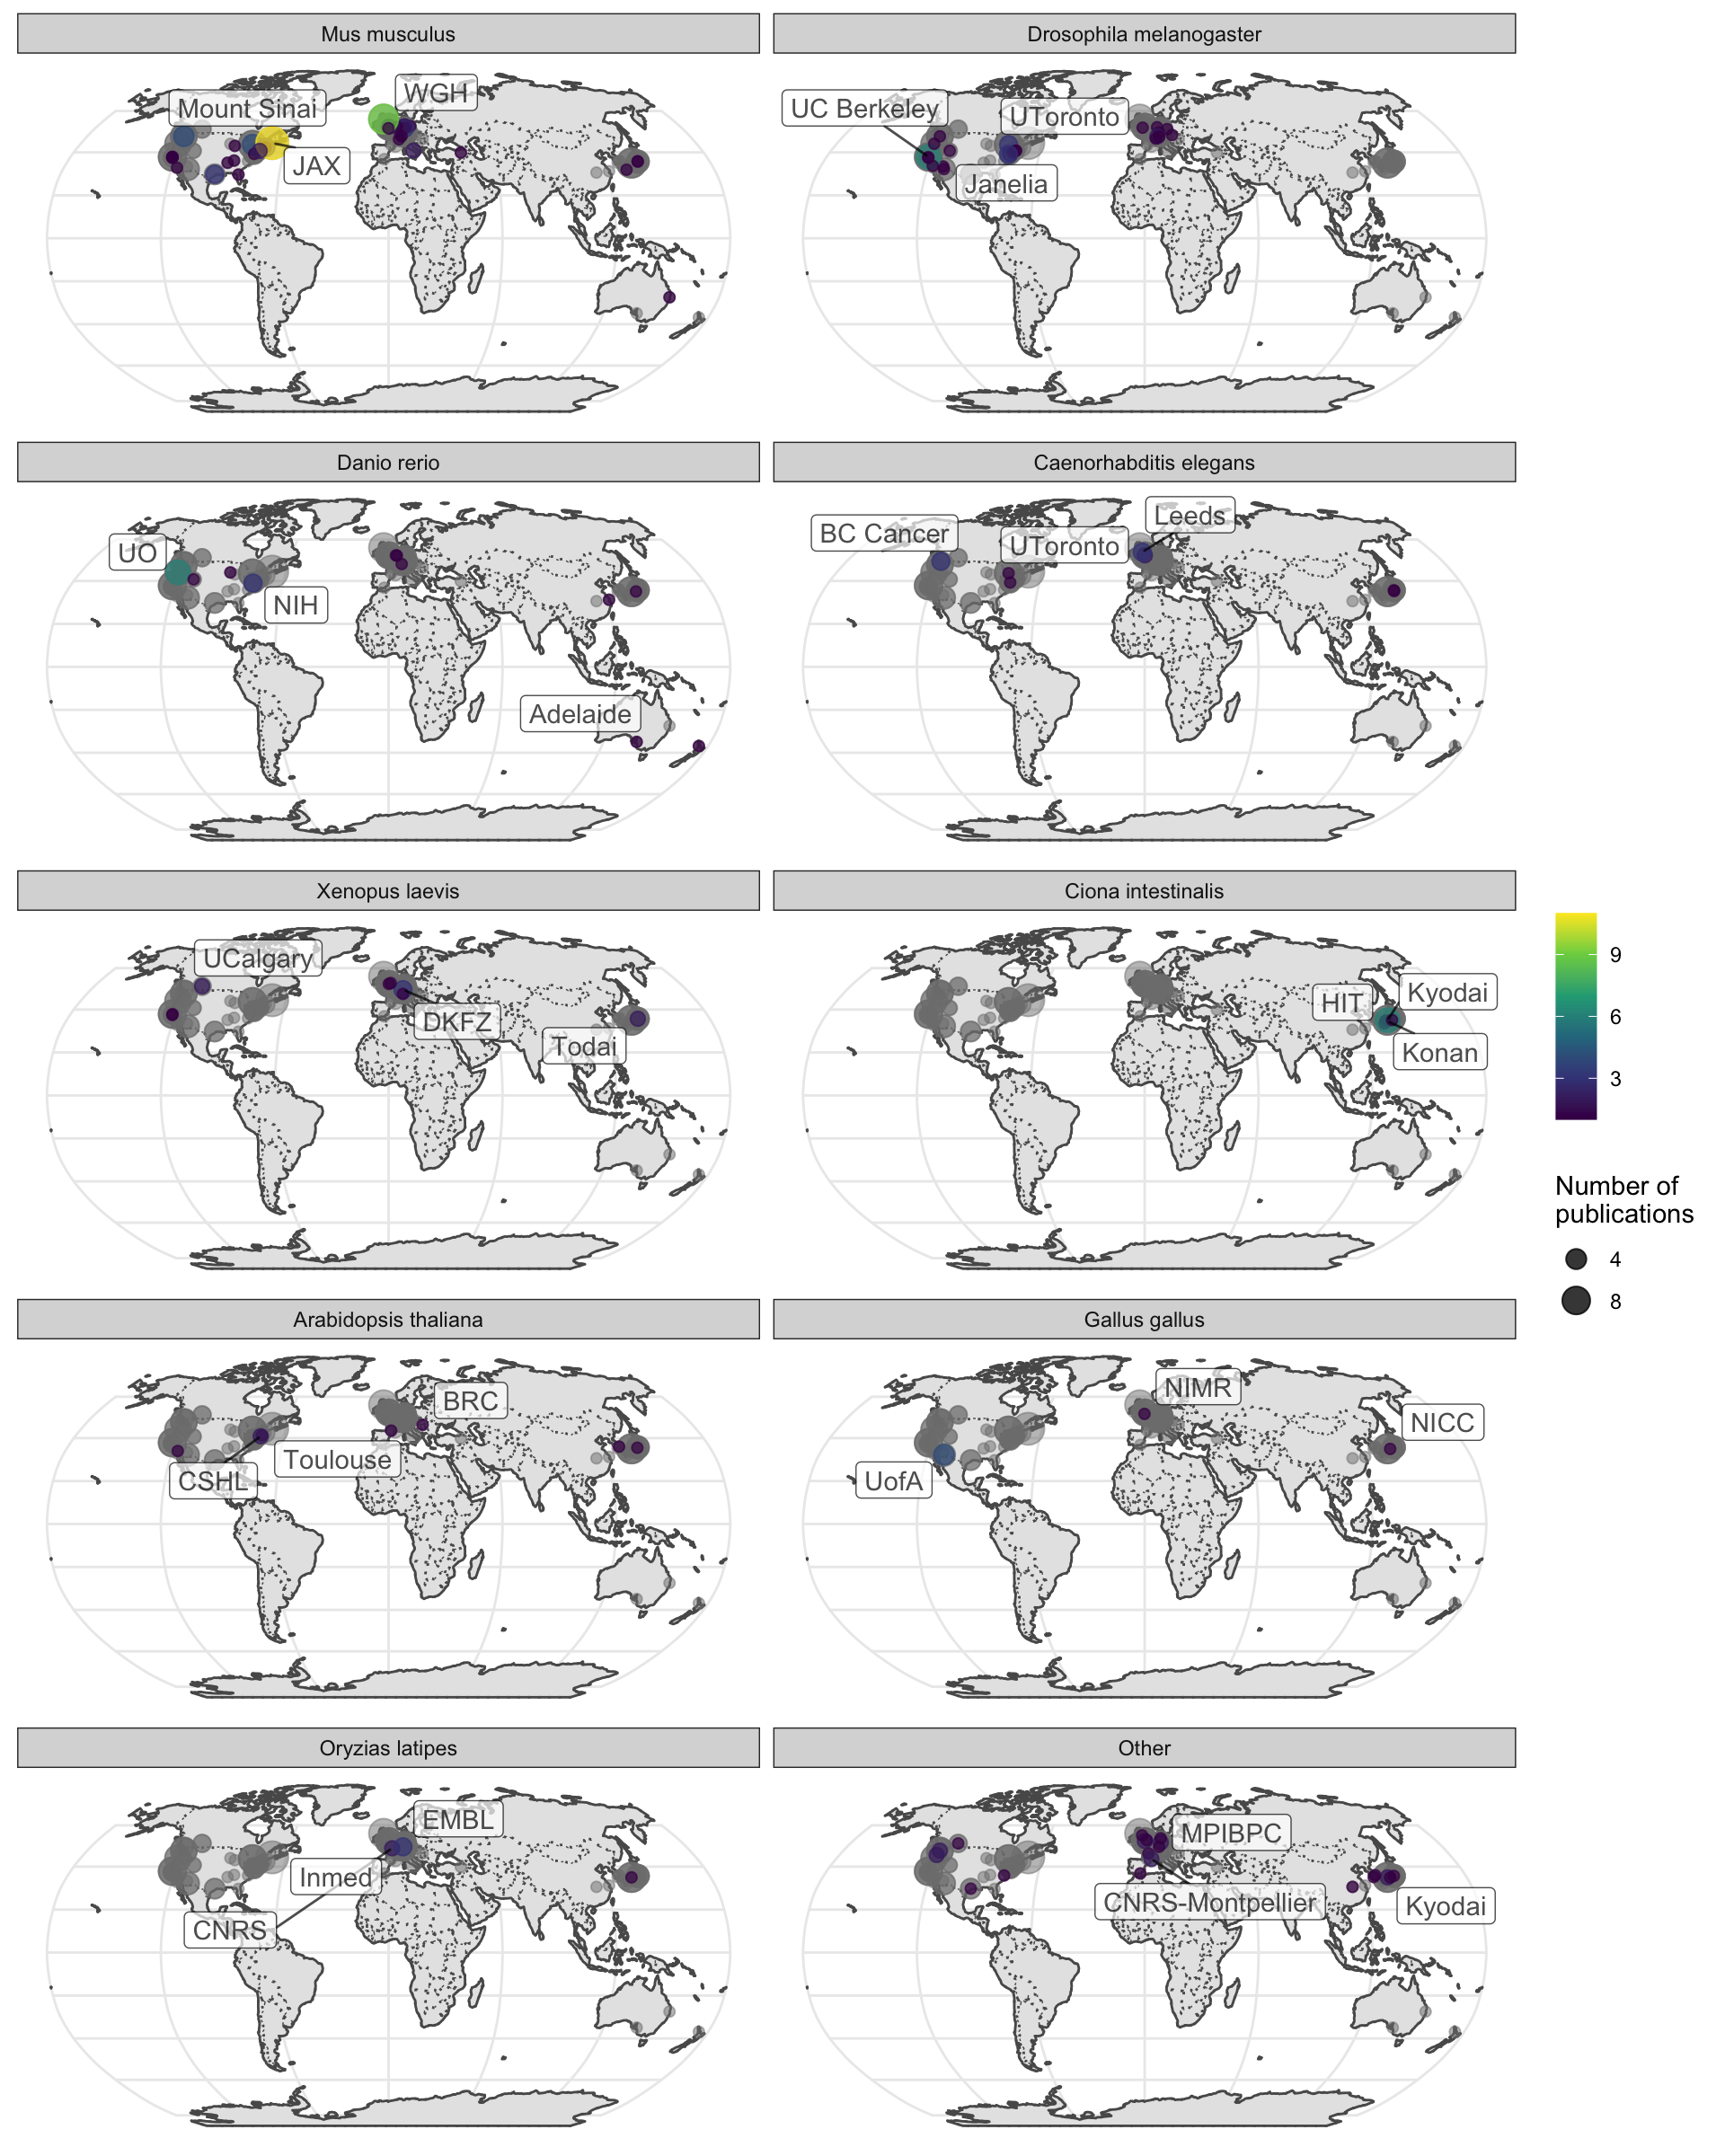 Mus musculus
Drosophila melanogaster
WGH
Mount Sinai
JAX
UC Berkeley
UToronto
Janelia
Danio rerio
Caenorhabditis elegans
UO
NIH
Adelaide
Leeds
BC Cancer
UToronto
Xenopus laevis
Ciona intestinalis
UCalgary
DKFZ
Todai
Kyodai
HIT
Konan
9
6
3
Number of
publications
4
8
Arabidopsis thaliana
Gallus gallus
BRC
Toulouse
CSHL
NIMR
NICC
UofA
Oryzias latipes
Other
EMBL
Inmed
CNRS
MPIBPC
CNRS-Montpellier
Kyodai